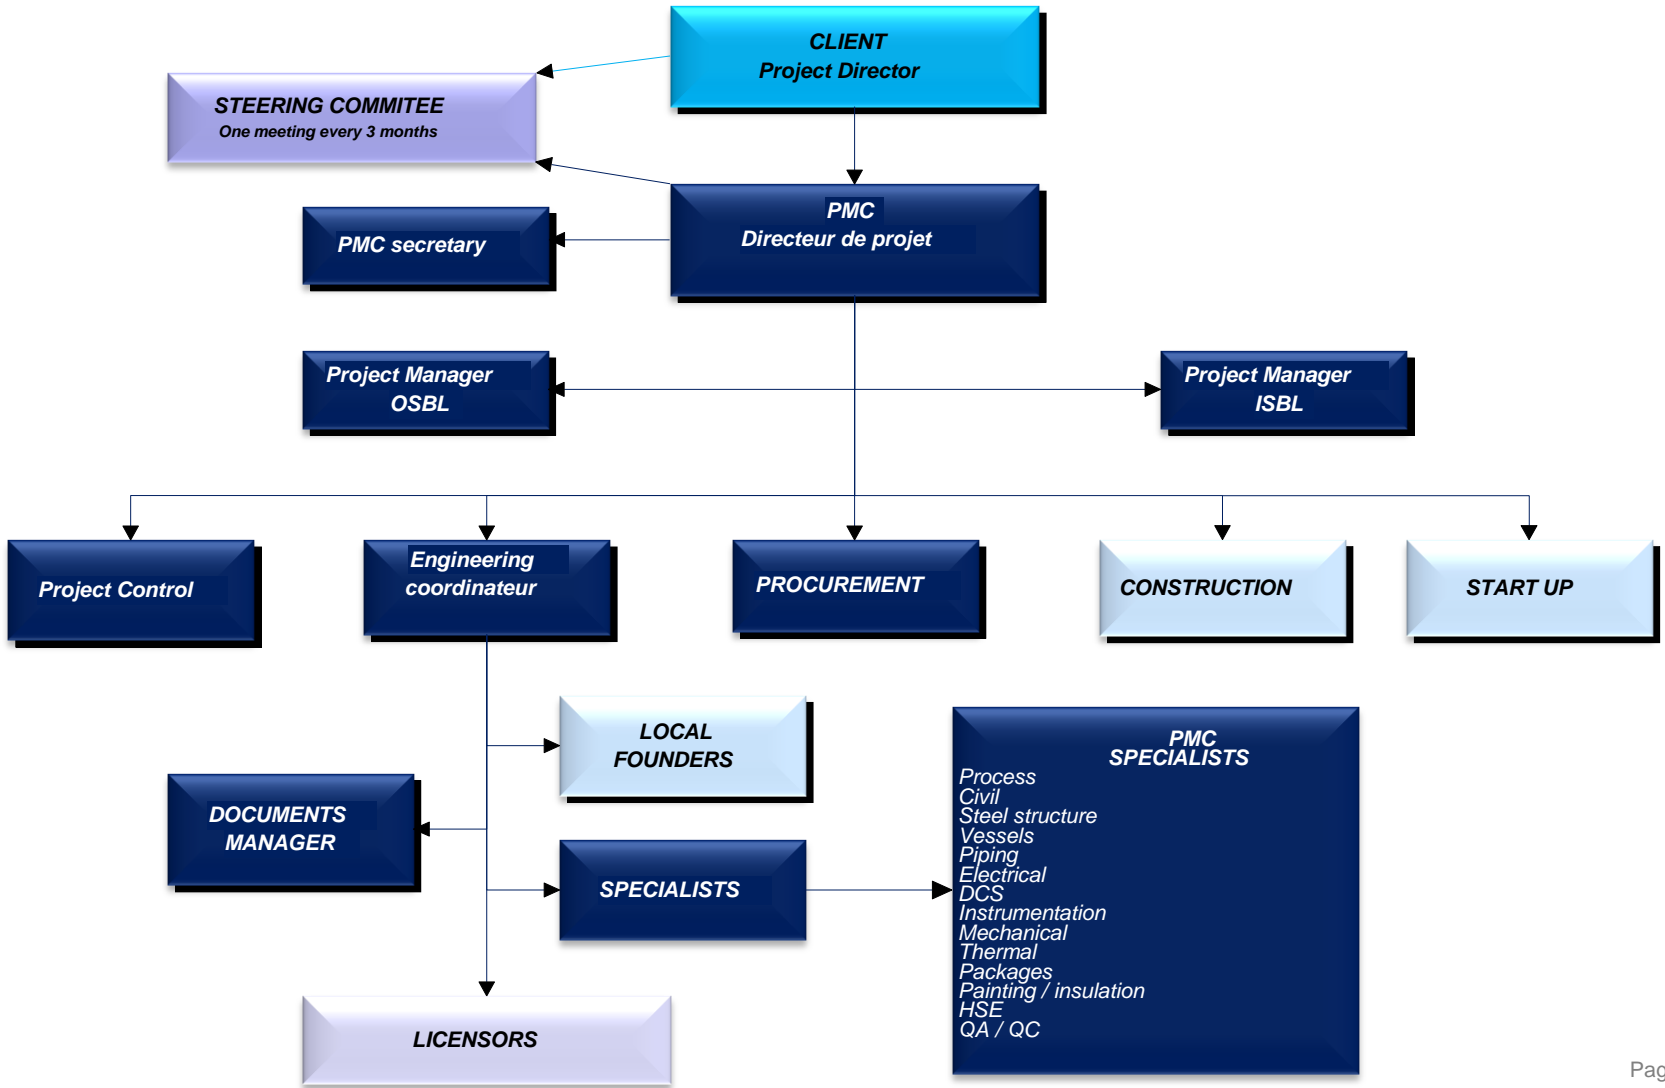 CLIENT
Project Director
STEERING COMMITEE
One meeting every 3 months
PMC
Directeur de projet
PMC secretary
Project Manager
OSBL
Project Manager
ISBL
Project Control
Engineering
coordinateur
PROCUREMENT
CONSTRUCTION
START UP
LOCAL
FOUNDERS
DOCUMENTS
MANAGER
SPECIALISTS
PMC
SPECIALISTS
Process
Civil
Steel structure
Vessels
Piping
Electrical
DCS
Instrumentation
Mechanical
Thermal
Packages
Painting / insulation
HSE
QA / QC
LICENSORS
Pag